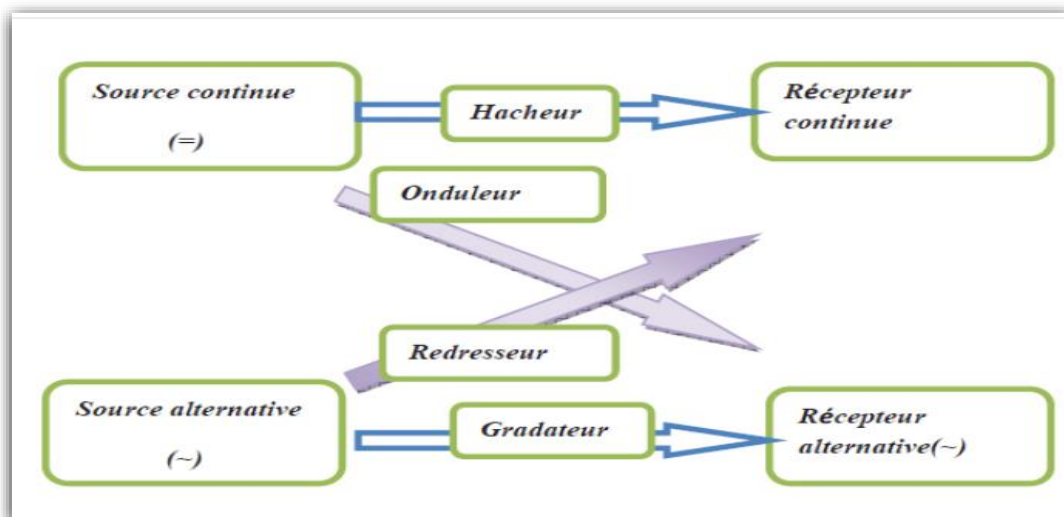 Source continue
(=)
Hacheur
Récepteur
continue
Onduleur
Redresseur
Source alternative
(~)
Gradateur
Récepteur
alternative(~)